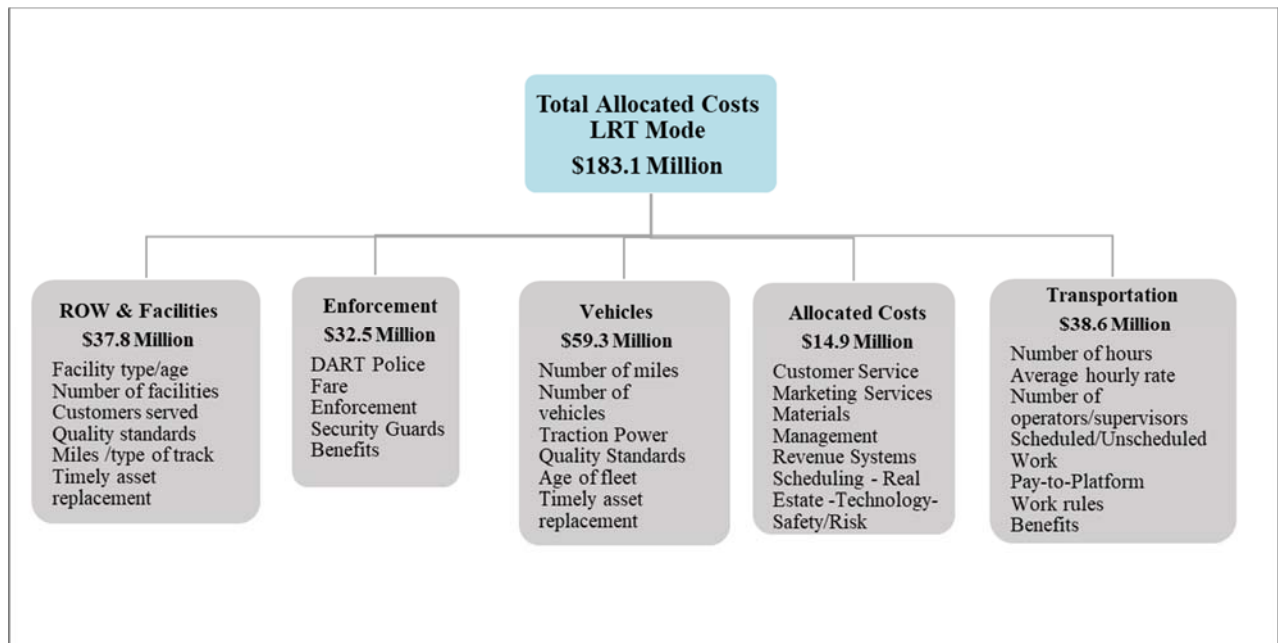 Total Allocated Costs
LRT Mode
$183.1 Million
ROW & Facilities
$37.8 Million
Facility type/age
Number of facilities
Customers served
Quality standards
Miles /type of track
Timely asset
replacement
Enforcement
$32.5 Million
DART Police
Fare
Enforcement
Security Guards
Benefits
Vehicles
$59.3 Million
Number of miles
Number of
vehicles
Traction Power
Quality Standards
Age of fleet
Timely asset
replacement
Allocated Costs
$14.9 Million
Customer Service
Marketing Services
Materials
Management
Revenue Systems
Scheduling - Real
Estate -Technology-
Safety/Risk
Transportation
$38.6 Million
Number of hours
Average hourly rate
Number of
operators/supervisors
Scheduled/Unscheduled
Work
Pay-to-Platform
Work rules
Benefits